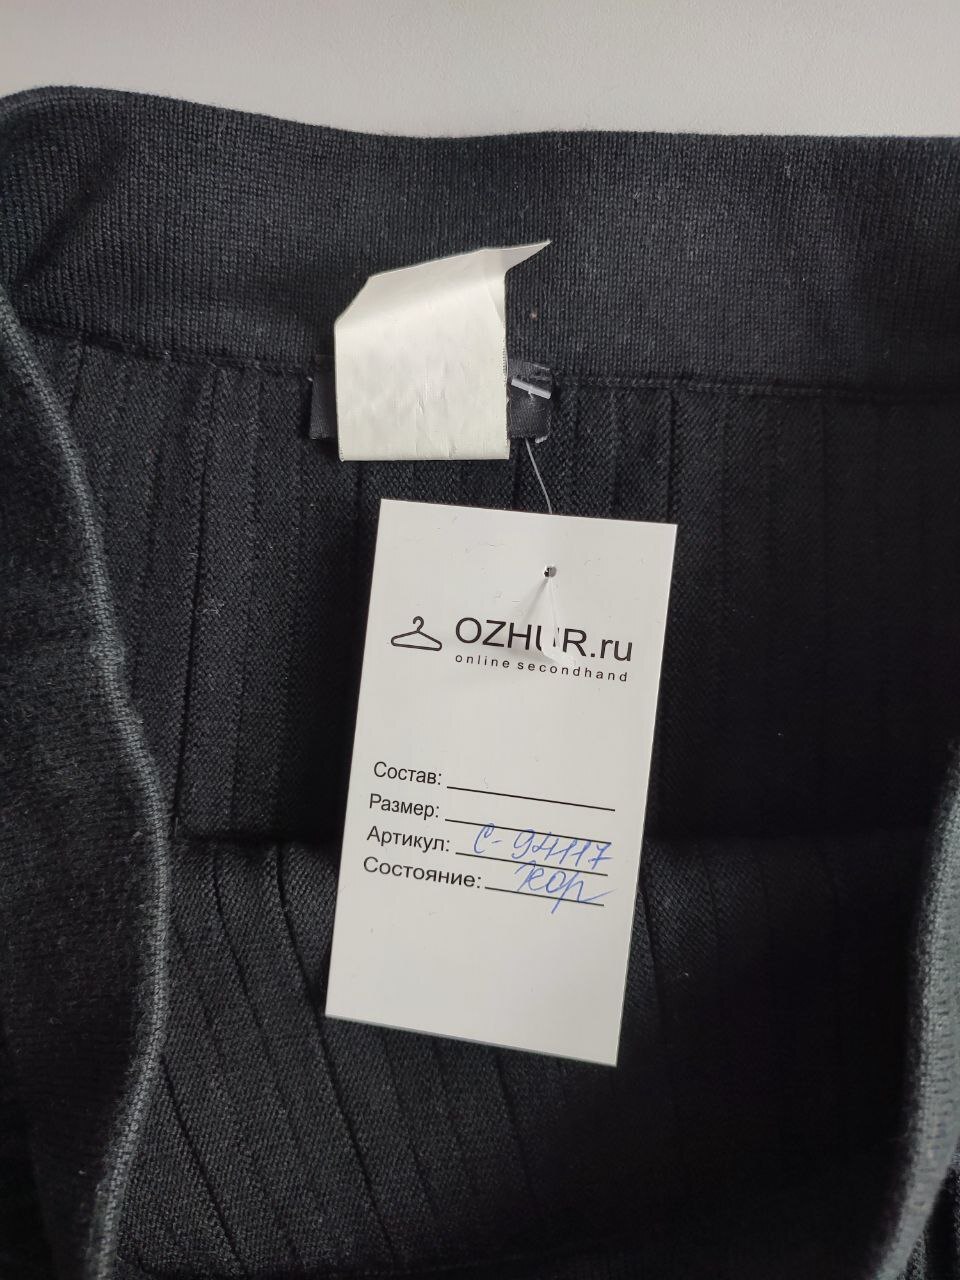 OZHUR.ru
online secondhand
Состав:
Размер:
Артикул: С-94117
Состояние: хор